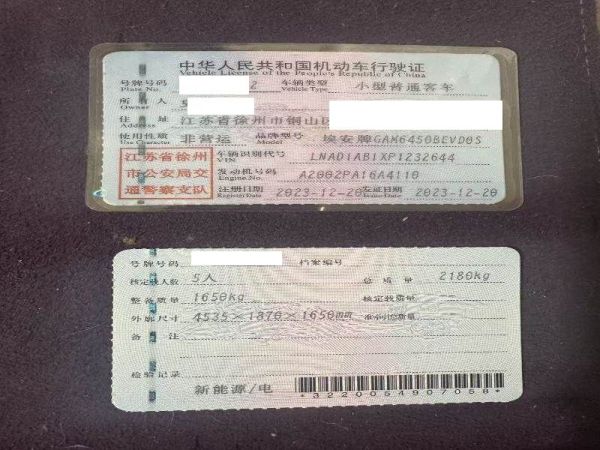 中华人民共和国机动车行驶证
Vehicle License of the People's Republic of China
号牌号码 2 车辆类型 小型普通客车
Plate No. Vehicle Type
所有人 S
Owner
住址 江苏省徐州市铜山区
Address
使用性质 非营运 品牌型号 埃安牌GAM6450BEVD0S
Use Character
江苏省徐州 车辆识别代号 LNADIABIXP1232644
VIN
市公安局交 发动机号码 A2002PA16A4110
Engine No.
通警察支队 注册日期 2023-12-20 发证日期 2023-12-20
Register Date Issue Date
号牌号码 档案编号
核定载人数 5人 总质量 2180kg
整备质量 1650kg 核定载质量
外廓尺寸 4535×1870×1650mm 准牵引总质量
备注
检验记录
新能源/电
*3220054907058*